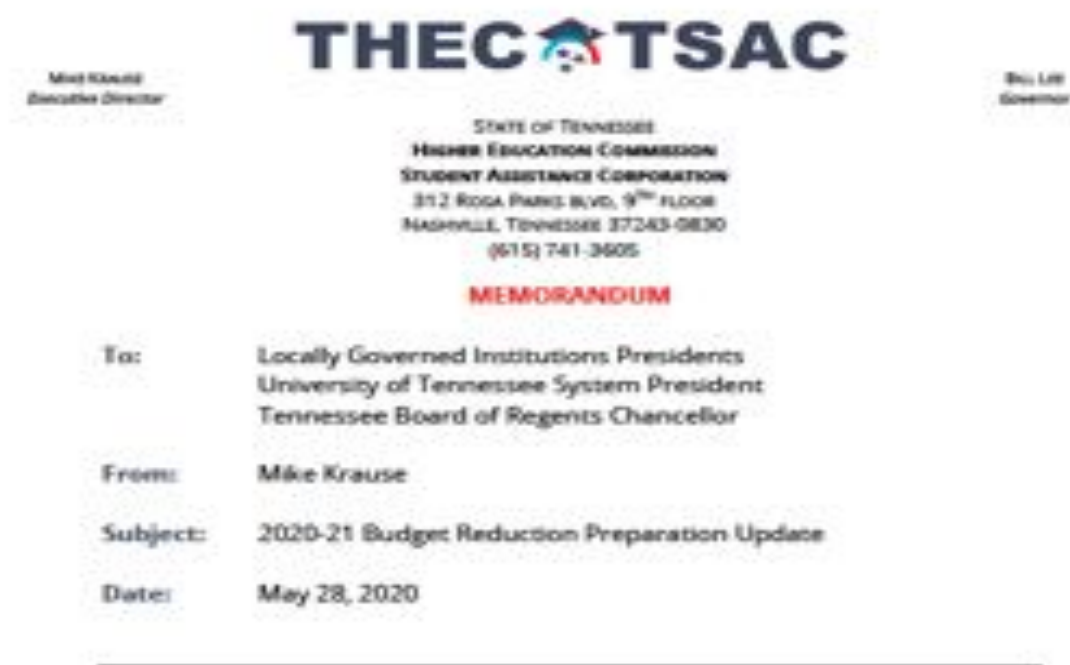 THEC TSAC
Mike Krause
Executive Director
Bill Lee
Governor
State of Tennessee
Higher Education Commission
Student Assistance Corporation
312 Rosa Parks Blvd, 9th Floor
Nashville, Tennessee 37243-0830
(615) 741-3605
MEMORANDUM
To: Locally Governed Institutions Presidents
University of Tennessee System President
Tennessee Board of Regents Chancellor
From: Mike Krause
Subject: 2020-21 Budget Reduction Preparation Update
Date: May 28, 2020